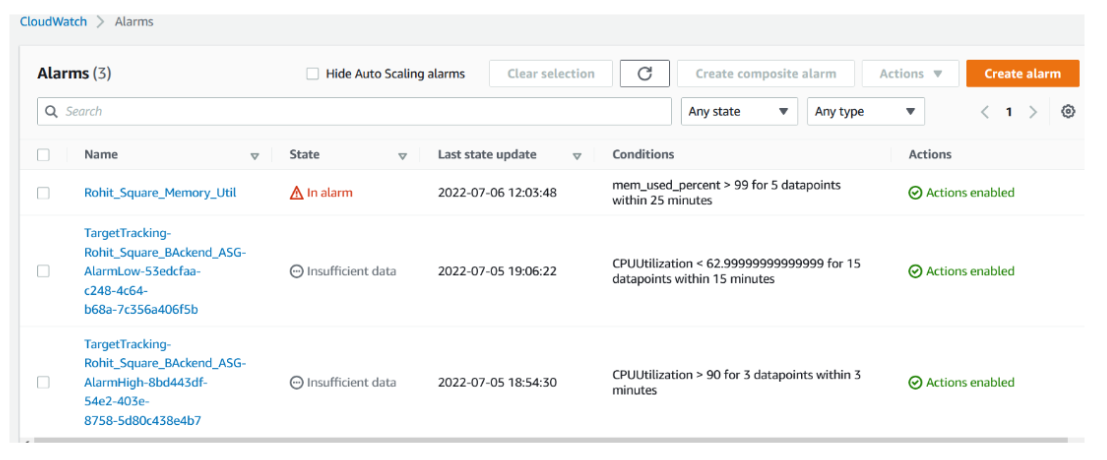 CloudWatch > Alarms
Alarms (3)
Hide Auto Scaling alarms
Clear selection
Create composite alarm
Actions
Create alarm
Search
Any state
Any type
1
Name State Last state update Conditions Actions
Rohit_Square_Memory_Util
In alarm
2022-07-06 12:03:48
mem_used_percent > 99 for 5 datapoints
within 25 minutes
Actions enabled
TargetTracking-
Rohit_Square_BAckend_ASG-
AlarmLow-53edcfaa-
c248-4c64-
b68a-7c356a406f5b
Insufficient data
2022-07-05 19:06:22
CPUUtilization < 62.99999999999999 for 15
datapoints within 15 minutes
Actions enabled
TargetTracking-
Rohit_Square_BAckend_ASG-
AlarmHigh-8bd443df-
54e2-403e-
8758-5d80c438e4b7
Insufficient data
2022-07-05 18:54:30
CPUUtilization > 90 for 3 datapoints within 3
minutes
Actions enabled